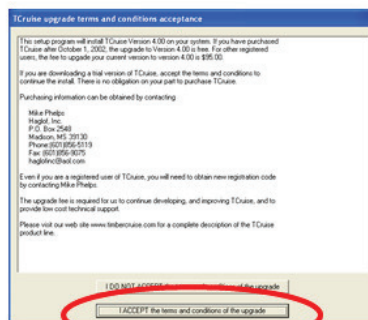 TCruise upgrade terms and conditions acceptance
This setup program will install TCruise Version 4.00 on your system. If you have purchased
TCruise after October 1, 2002, the upgrade to Version 4.00 is free. For other registered
users, the fee to upgade your current version to version 4.00 is $95.00.
If you are downloading a trial version of TCruise, accept the terms and conditions to
continue the install. There is no obligation on your part to purchase TCruise.
Purchasing information can be obtained by contacting
Mike Phelps
Haglof, Inc.
P.O. Box 2548
Madison, MS 39130
Phone:(601)856-5119
Fax: (601)856-9075
haglofinc@aol.com
Even if you are a registered user of TCruise, you will need to obtain new registration code
by contacting Mike Phelps.
The upgrade fee is required for us to continue developing, and improving TCruise, and to
provide low cost technical support.
Please visit our web site www.timbercruise.com for a complete description of the TCruise
product line.
I DO NOT ACCEPT the terms and conditions of the upgrade
I ACCEPT the terms and conditions of the upgrade